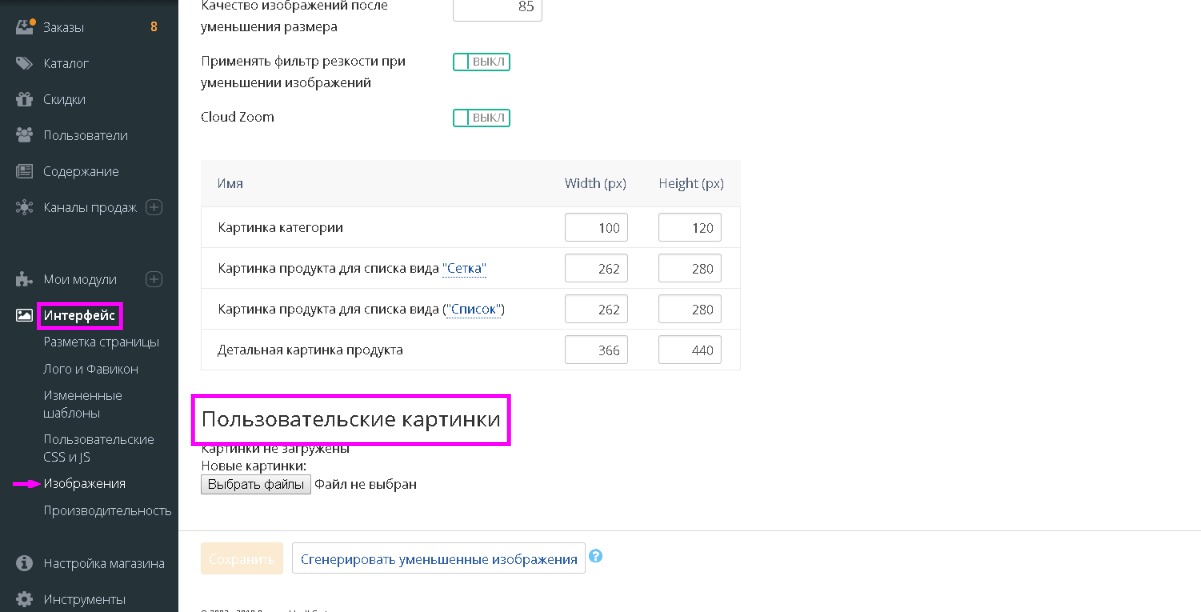 Заказы 8
Каталог
Скидки
Пользователи
Содержание
Каналы продаж
Мои модули
Интерфейс
Разметка страницы
Лого и Фавикон
Измененные
шаблоны
Пользовательские
CSS и JS
Изображения
Производительность
Настройка магазина
Инструменты
Качество изображений после
уменьшения размера
85
Применять фильтр резкости при
уменьшении изображений
ВЫКЛ
Cloud Zoom
ВЫКЛ
Имя Width (px) Height (px)
Картинка категории 100 120
Картинка продукта для списка вида "Сетка" 262 280
Картинка продукта для списка вида ("Список") 262 280
Детальная картинка продукта 366 440
Пользовательские картинки
Картинки не загружены
Новые картинки:
Выбрать файлы Файл не выбран
Сохранить Сгенерировать уменьшенные изображения ?